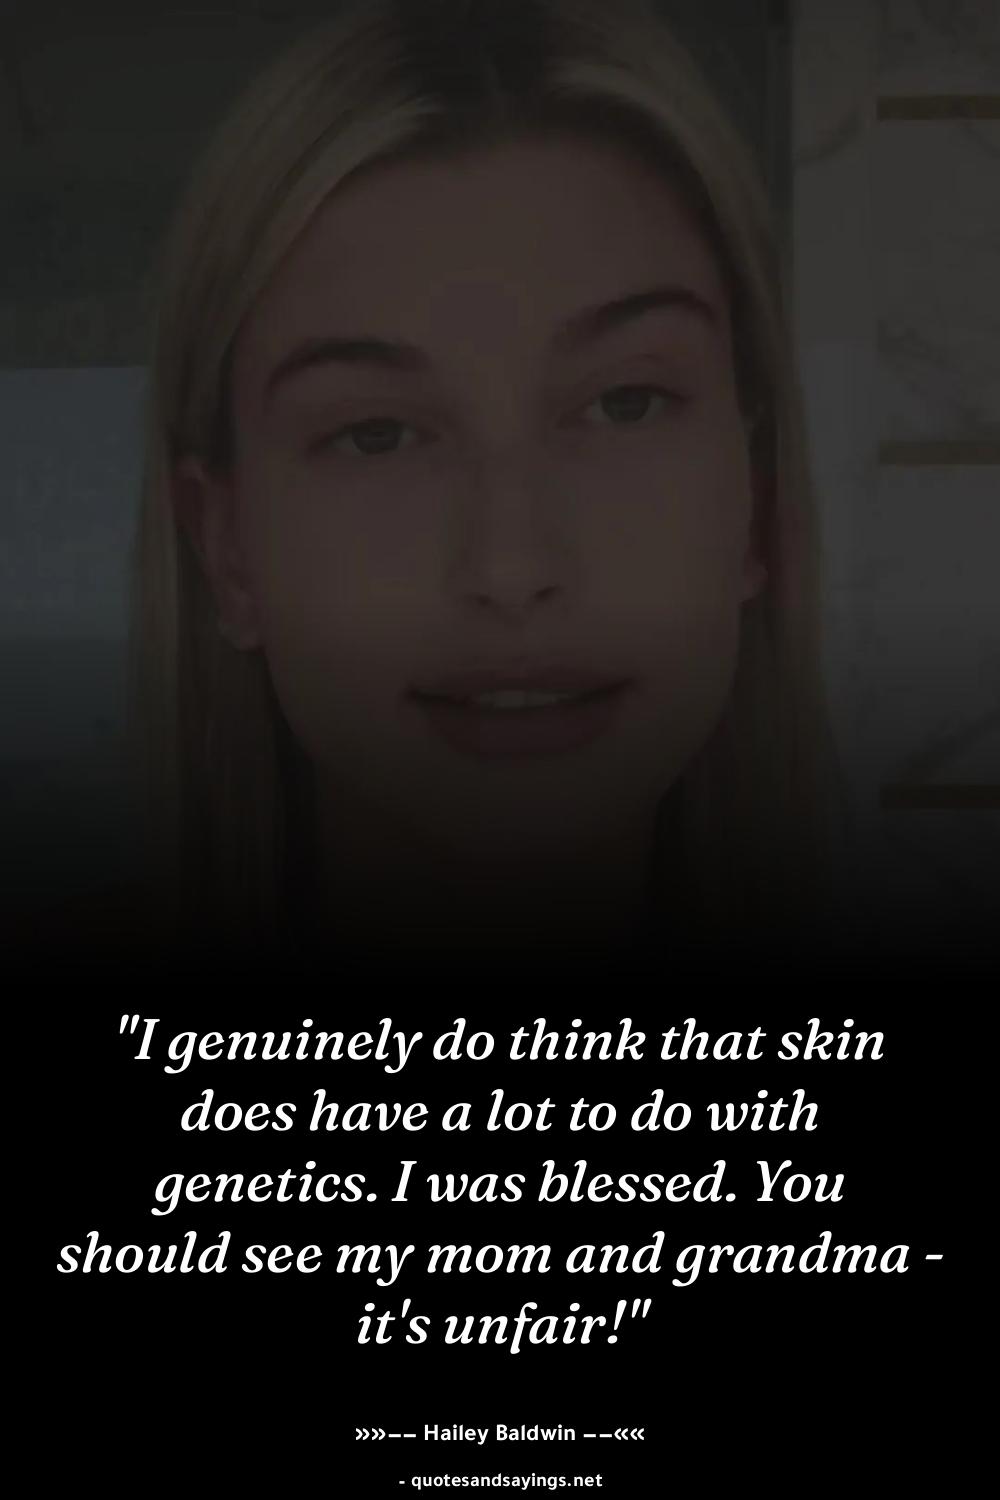 "I genuinely do think that skin
does have a lot to do with
genetics. I was blessed. You
should see my mom and grandma -
it's unfair!"
»»−− Hailey Baldwin −−««
- quotesandsayings.net